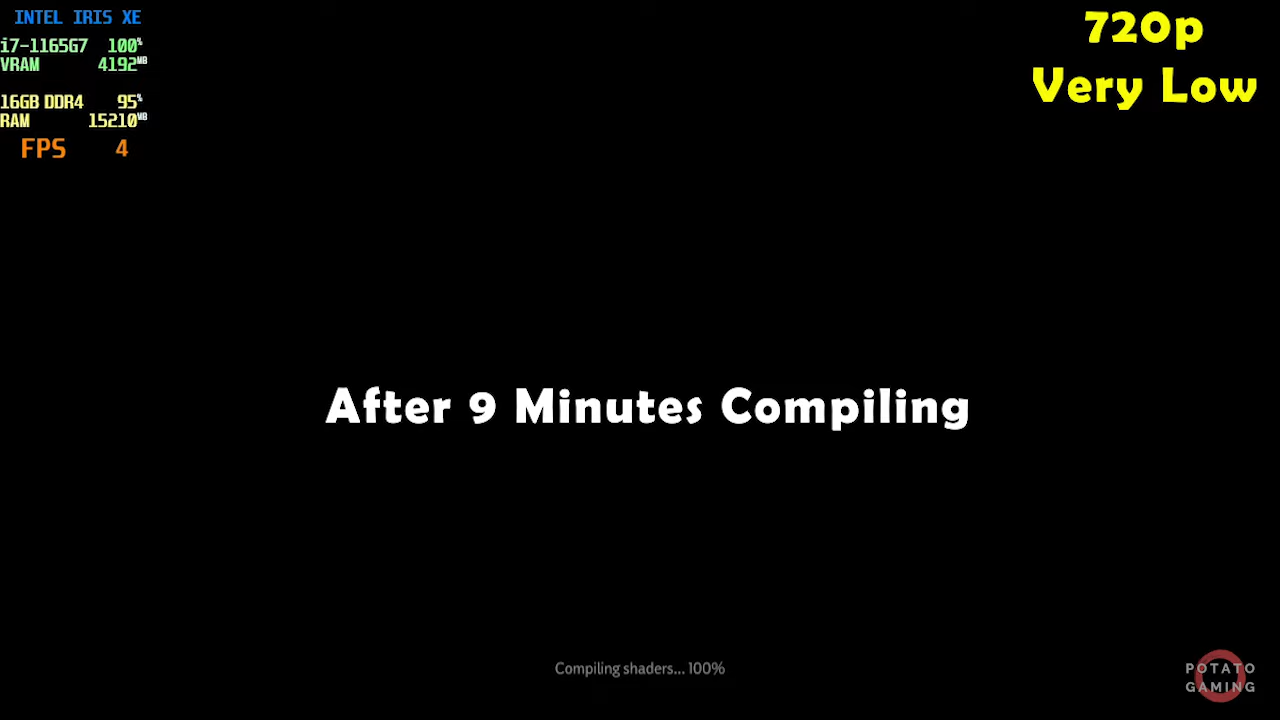 INTEL IRIS XE
i7-1165G7 100%
VRAM 4192MB
16GB DDR4 95%
RAM 15210MB
FPS 4
720p
Very Low
After 9 Minutes Compiling
Compiling shaders... 100%
POTATO
GAMING